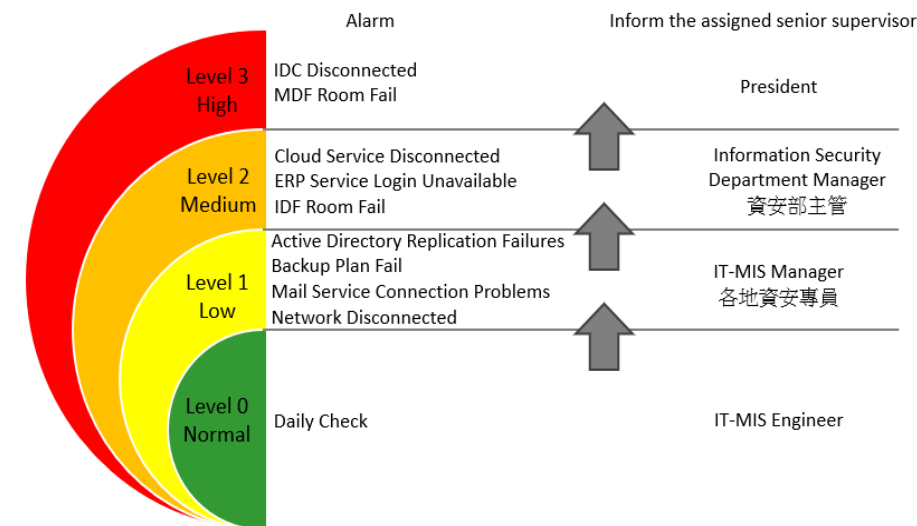 Alarm
Inform the assigned senior supervisor
Level 3
High
IDC Disconnected
MDF Room Fail
President
Level 2
Medium
Cloud Service Disconnected
ERP Service Login Unavailable
IDF Room Fail
Information Security
Department Manager
資安部主管
Level 1
Low
Active Directory Replication Failures
Backup Plan Fail
Mail Service Connection Problems
Network Disconnected
IT-MIS Manager
各地資安專員
Level 0
Normal
Daily Check
IT-MIS Engineer